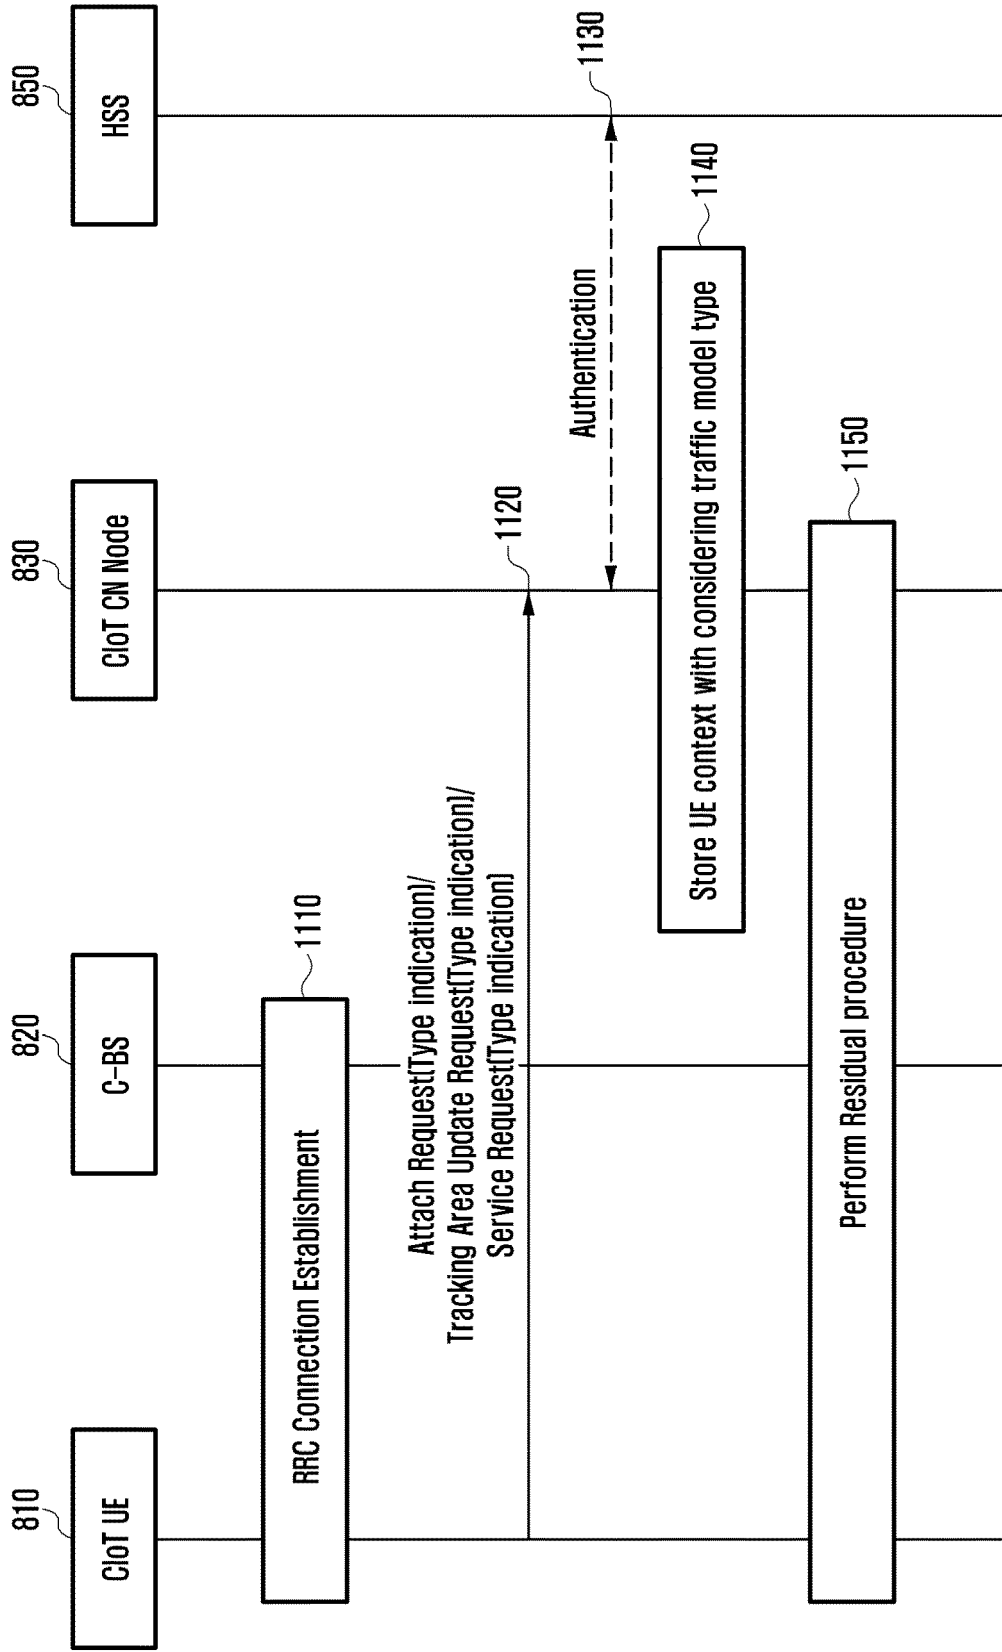 810
CIoT UE
820
C-BS
830
CIoT CN Node
850
HSS
RRC Connection Establishment
1110
Attach Request(Type indication)/
Tracking Area Update Request(Type indication)/
Service Request(Type indication)
1120
Authentication
1130
Store UE context with considering traffic model type
1140
Perform Residual procedure
1150